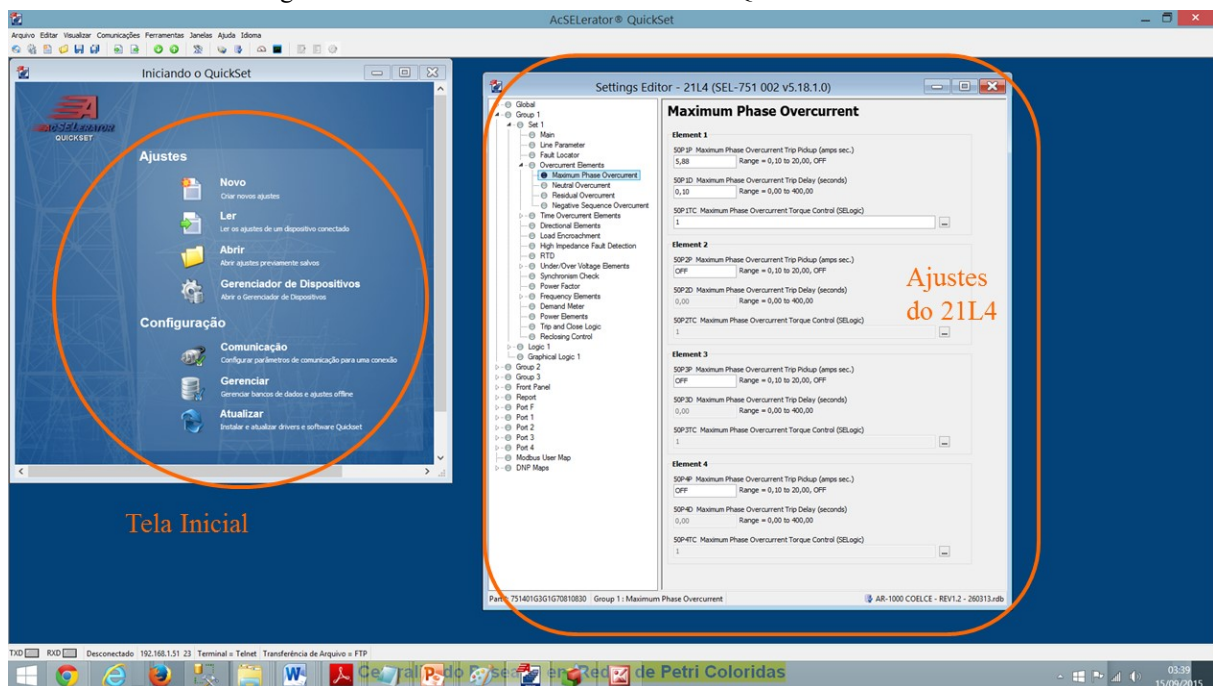 AcSELerator® QuickSet
Arquivo Editar Visualizar Comunicações Ferramentas Janelas Ajuda Idioma
Iniciando o QuickSet
SEL
ACSELERATOR
QUICKSET
Ajustes
Novo
Criar novos ajustes
Ler
Ler os ajustes de um dispositivo conectado
Abrir
Abrir ajustes previamente salvos
Gerenciador de Dispositivos
Abrir o Gerenciador de Dispositivos
Configuração
Comunicação
Configurar parâmetros de comunicação para uma conexão
Gerenciar
Gerenciar bancos de dados e ajustes offline
Atualizar
Instalar e atualizar drivers e software Quickset
Tela Inicial
Settings Editor - 21L4 (SEL-751 002 v5.18.1.0)
Global
Group 1
Set 1
Main
Line Parameter
Fault Locator
Overcurrent Elements
Maximum Phase Overcurrent
Neutral Overcurrent
Residual Overcurrent
Negative Sequence Overcurrent
Time Overcurrent Elements
Directional Elements
Load Encroachment
High Impedance Fault Detection
RTD
Under/Over Voltage Elements
Synchronism Check
Power Factor
Frequency Elements
Demand Meter
Power Elements
Trip and Close Logic
Reclosing Control
Logic 1
Graphical Logic 1
Group 2
Group 3
Front Panel
Report
Port F
Port 1
Port 2
Port 3
Port 4
Modbus User Map
DNP Maps
Maximum Phase Overcurrent
Element 1
50P1P Maximum Phase Overcurrent Trip Pickup (amps sec.)
5,88 Range = 0,10 to 20,00, OFF
50P1D Maximum Phase Overcurrent Trip Delay (seconds)
0,10 Range = 0,00 to 400,00
50P1TC Maximum Phase Overcurrent Torque Control (SELogic)
1
Element 2
50P2P Maximum Phase Overcurrent Trip Pickup (amps sec.)
OFF Range = 0,10 to 20,00, OFF
50P2D Maximum Phase Overcurrent Trip Delay (seconds)
0,00 Range = 0,00 to 400,00
50P2TC Maximum Phase Overcurrent Torque Control (SELogic)
1
Element 3
50P3P Maximum Phase Overcurrent Trip Pickup (amps sec.)
OFF Range = 0,10 to 20,00, OFF
50P3D Maximum Phase Overcurrent Trip Delay (seconds)
0,00 Range = 0,00 to 400,00
50P3TC Maximum Phase Overcurrent Torque Control (SELogic)
1
Element 4
50P4P Maximum Phase Overcurrent Trip Pickup (amps sec.)
OFF Range = 0,10 to 20,00, OFF
50P4D Maximum Phase Overcurrent Trip Delay (seconds)
0,00 Range = 0,00 to 400,00
50P4TC Maximum Phase Overcurrent Torque Control (SELogic)
1
Ajustes
do 21L4
751401G3G1G70810830 Group 1 : Maximum Phase Overcurrent AR-1000 COELCE - REV1.2 - 260313.rdb
TXD RXD Desconectado 192.168.1.51 23 Terminal = Telnet Transferência de Arquivo = FTP
de Petri Coloridas
03:39
15/09/2015